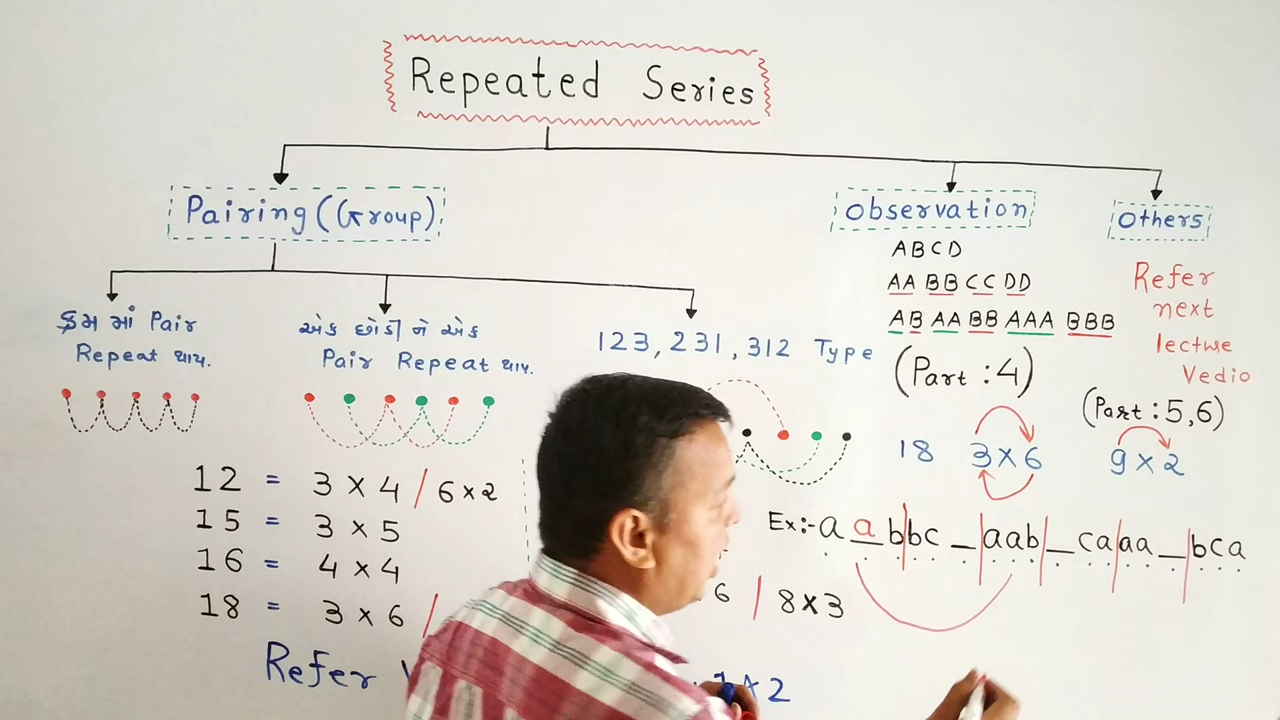 Repeated Series
Pairing (Group)
Observation
Others
ABCD
AA BB CC DD
AB AA BB AAA BBB
(Part : 4)
Refer
next
lecture
Vedio
(Part : 5,6)
ક્રમ માં Pair
Repeat થાય.
એક છોડી ને એક
Pair Repeat થાય.
123, 231, 312 Type
18 3×6 9×2
12 = 3 × 4 / 6×2
15 = 3 × 5
16 = 4 × 4
18 = 3 × 6 /
6 / 8×3
Ex:- a a b|bc _|aab|_ ca|aa _|bca
Refer
2